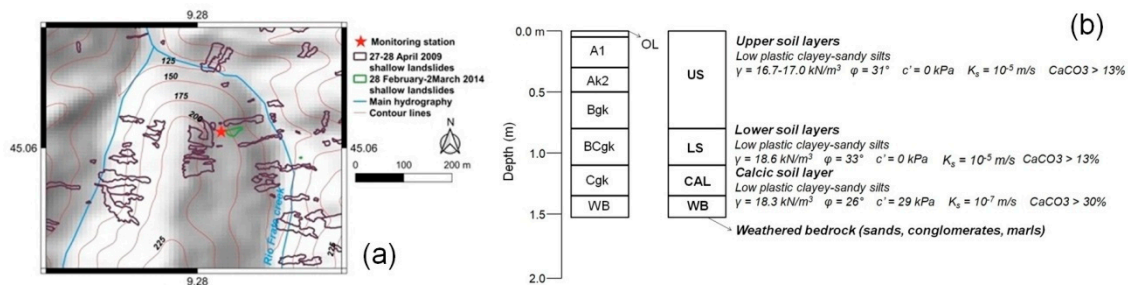 9.28
125
150
175
200
225
225
45.06
45.06
9.28
Rio Frate Creek
Monitoring station
27-28 April 2009
shallow landslides
28 February-2March 2014
shallow landslides
Main hydrography
Contour lines
N
0 100 200 m
(a)
(b)
Depth (m)
0.0 m
0.5
1.0
1.5
2.0
OL
A1
Ak2
Bgk
BCgk
Cgk
WB
US
LS
CAL
WB
Upper soil layers
Low plastic clayey-sandy silts
γ = 16.7-17.0 kN/m³ φ = 31° c' = 0 kPa Ks = 10⁻⁵ m/s CaCO3 > 13%
Lower soil layers
Low plastic clayey-sandy silts
γ = 18.6 kN/m³ φ = 33° c' = 0 kPa Ks = 10⁻⁵ m/s CaCO3 > 13%
Calcic soil layer
Low plastic clayey-sandy silts
γ = 18.3 kN/m³ φ = 26° c' = 29 kPa Ks = 10⁻⁷ m/s CaCO3 > 30%
Weathered bedrock (sands, conglomerates, marls)